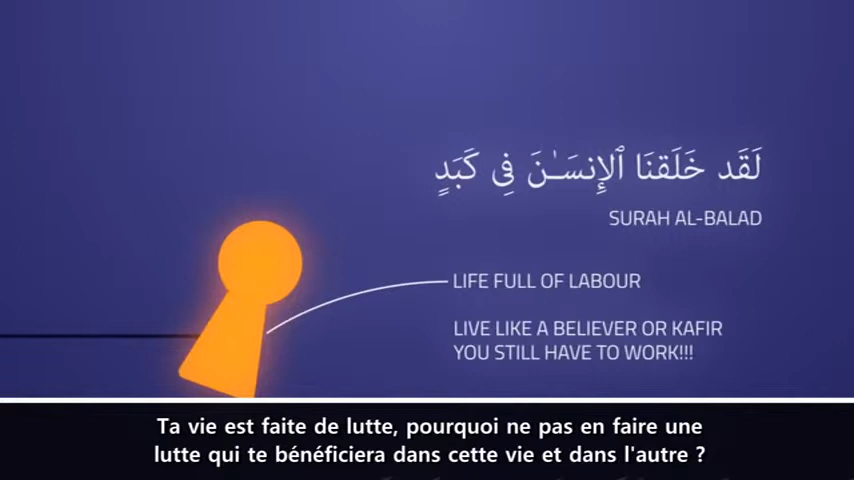 لَقَد خَلَقنَا ٱلإِنسَـٰنَ فِى كَبَدٍ
SURAH AL-BALAD
LIFE FULL OF LABOUR
LIVE LIKE A BELIEVER OR KAFIR
YOU STILL HAVE TO WORK!!!
Ta vie est faite de lutte, pourquoi ne pas en faire une
lutte qui te bénéficiera dans cette vie et dans l'autre ?